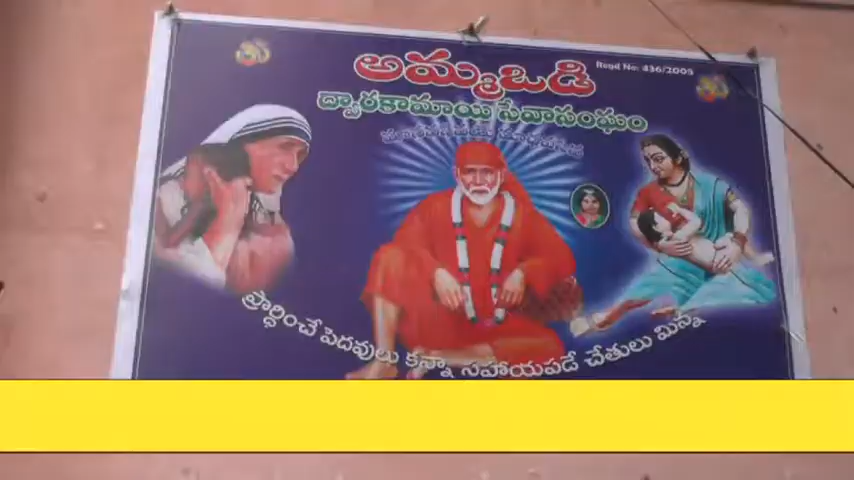 Regd No: 436/2005
అమ్మఒడి
ద్వారకామాయి సేవాసంఘం
ప్రార్ధించే పెదవులు కన్నా సహాయపడే చేతులు మిన్న